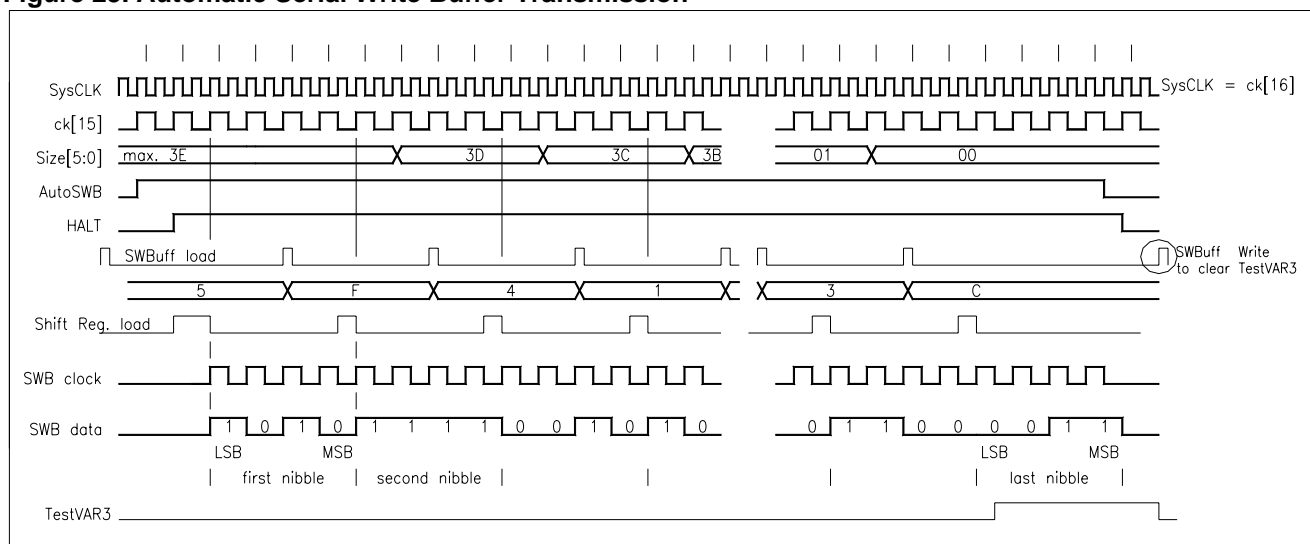 Figure Automatic Serial Write Buffer Transmission
SysCLK
SysCLK = ck[16]
ck[15]
Size[5:0] max. 3E 3D 3C 3B 01 00
AutoSWB
HALT
SWBuff load
SWBuff Write
to clear TestVAR3
5 F 4 1 3 C
Shift Reg. load
SWB clock
SWB data 1 0 1 0 1 1 1 1 0 0 1 0 1 0 0 1 1 0 0 0 0 1 1
LSB MSB LSB MSB
first nibble second nibble last nibble
TestVAR3